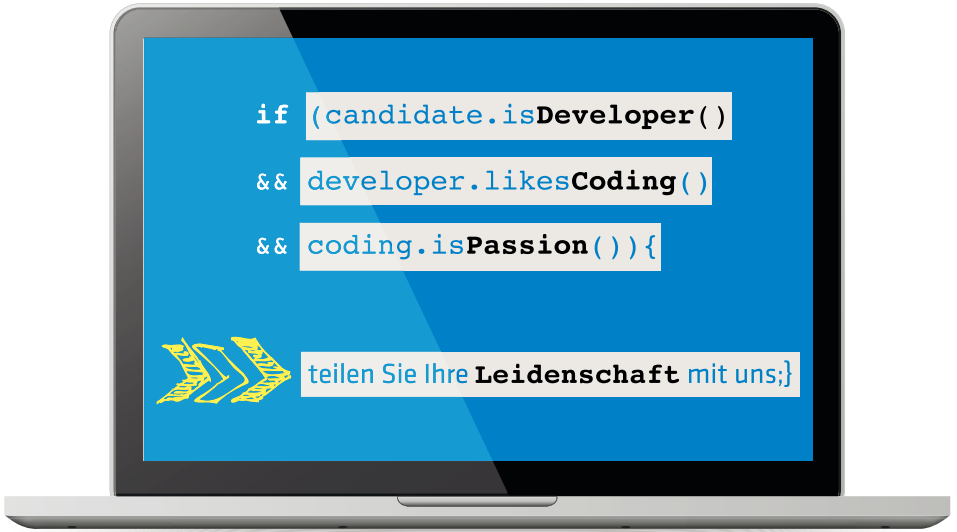 if (candidate.isDeveloper()
&& developer.likesCoding()
&& coding.isPassion()){
teilen Sie Ihre Leidenschaft mit uns;}